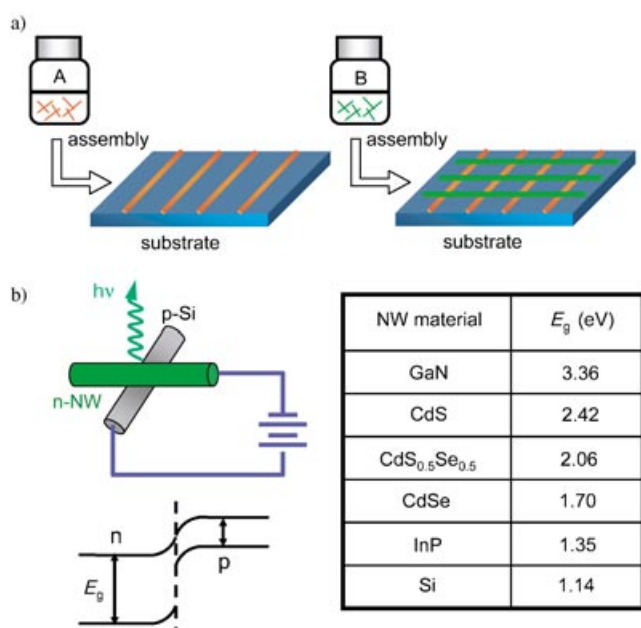 a)
A
B
assembly
assembly
substrate
substrate
b)
hν
p-Si
n-NW
n
p
Eg
NW material Eg (eV)
GaN 3.36
CdS 2.42
CdS0.5Se0.5 2.06
CdSe 1.70
InP 1.35
Si 1.14